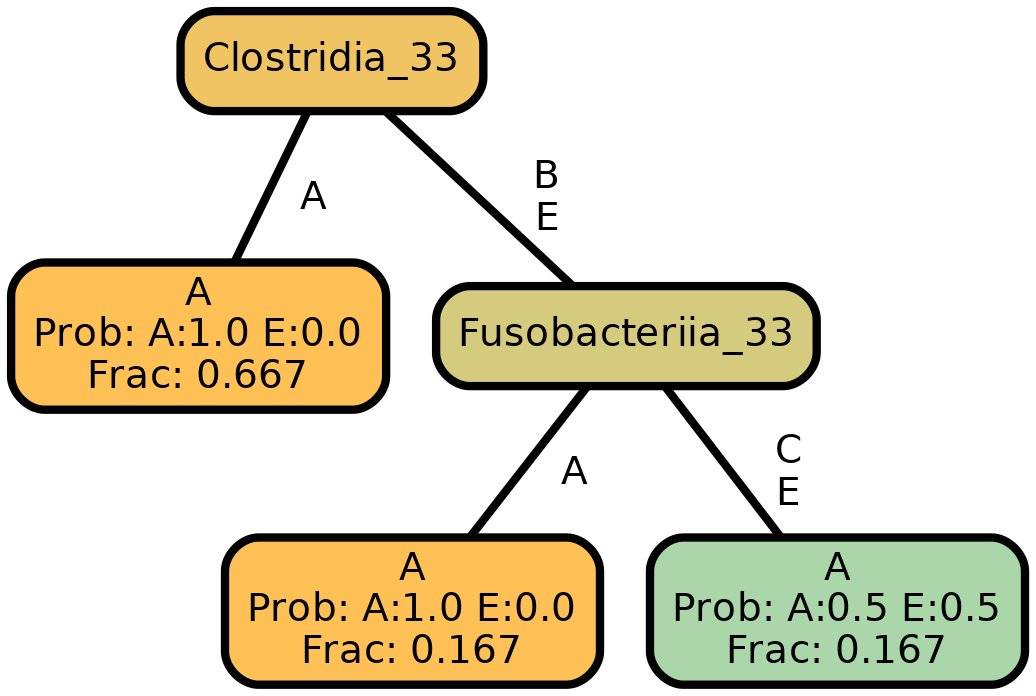 Clostridia_33
A
B
E
A
Prob: A:1.0 E:0.0
Frac: 0.667
Fusobacteriia_33
A
C
E
A
Prob: A:1.0 E:0.0
Frac: 0.167
A
Prob: A:0.5 E:0.5
Frac: 0.167